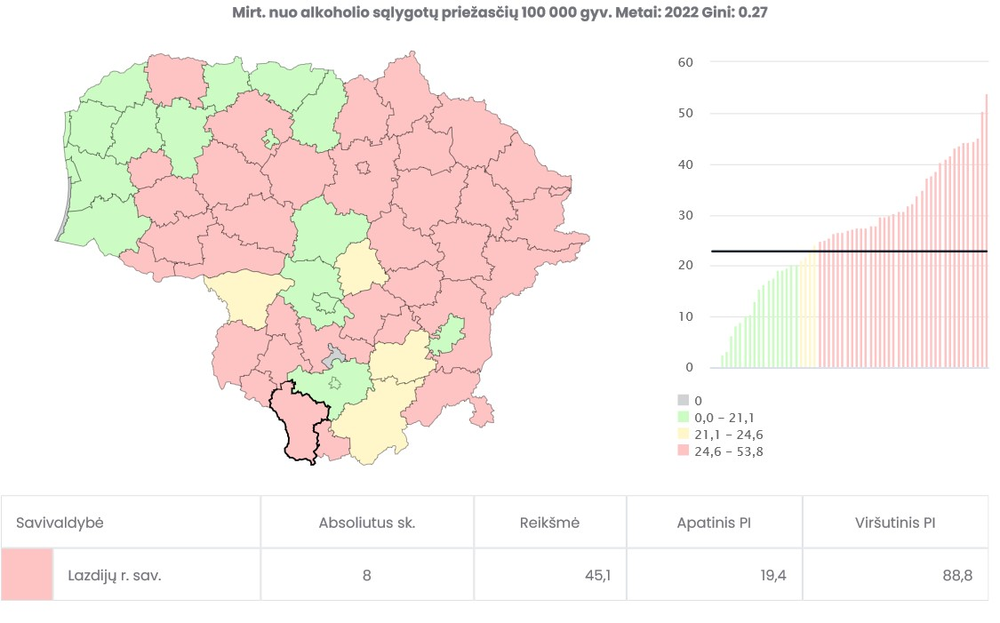 Mirt. nuo alkoholio sąlygotų priežasčių 100 000 gyv. Metai: 2022 Gini: 0.27
60
50
40
30
20
10
0
0
0,0 – 21,1
21,1 – 24,6
24,6 – 53,8
Savivaldybė Absoliutus sk. Reikšmė Apatinis PI Viršutinis PI
Lazdijų r. sav. 8 45,1 19,4 88,8